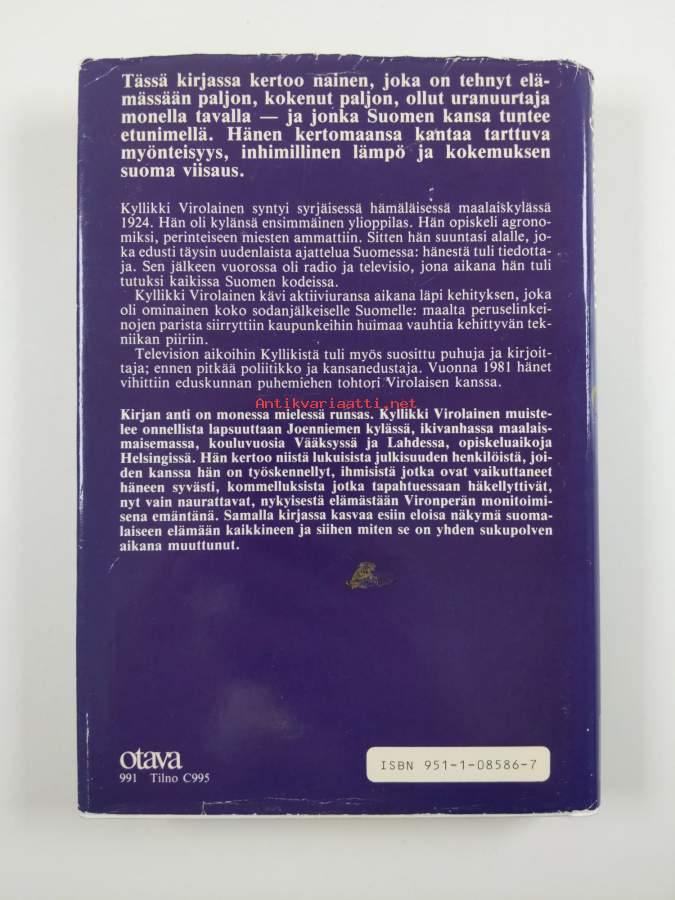 Tässä kirjassa kertoo nainen, joka on tehnyt elä-
mässään paljon, kokenut paljon, ollut uranuurtaja
monella tavalla — ja jonka Suomen kansa tuntee
etunimellä. Hänen kertomaansa kantaa tarttuva
myönteisyys, inhimillinen lämpö ja kokemuksen
suoma viisaus.
Kyllikki Virolainen syntyi syrjäisessä hämäläisessä maalaiskylässä
1924. Hän oli kylänsä ensimmäinen ylioppilas. Hän opiskeli agrono-
miksi, perinteiseen miesten ammattiin. Sitten hän suuntasi alalle, jo-
ka edusti täysin uudenlaista ajattelua Suomessa: hänestä tuli tiedotta-
ja. Sen jälkeen vuorossa oli radio ja televisio, jona aikana hän tuli
tutuksi kaikissa Suomen kodeissa.
Kyllikki Virolainen kävi aktiiviuransa aikana läpi kehityksen, joka
oli ominainen koko sodanjälkeiselle Suomelle: maalta peruselinkei-
nojen parista siirryttiin kaupunkeihin huimaa vauhtia kehittyvän tek-
niikan piiriin.
Television aikoihin Kyllikistä tuli myös suosittu puhuja ja kirjoit-
taja; ennen pitkää poliitikko ja kansanedustaja. Vuonna 1981 hänet
vihittiin eduskunnan puhemiehen tohtori Virolaisen kanssa.
Antikvariaatti.net
Kirjan anti on monessa mielessä runsas. Kyllikki Virolainen muiste-
lee onnellista lapsuuttaan Joenniemen kylässä, ikivanhassa maalais-
maisemassa, kouluvuosia Vääksyssä ja Lahdessa, opiskeluaikoja
Helsingissä. Hän kertoo niistä lukuisista julkisuuden henkilöistä, joi-
den kanssa hän on työskennellyt, ihmisistä jotka ovat vaikuttaneet
häneen syvästi, kommelluksista jotka tapahtuessaan häkellyttivät,
nyt vain naurattavat, nykyisestä elämästään Vironperän monitoimi-
sena emäntänä. Samalla kirjassa kasvaa esiin eloisa näkymä suoma-
laiseen elämään kaikkineen ja siihen miten se on yhden sukupolven
aikana muuttunut.
otava
991 Tilno C995
ISBN 951-1-08586-7